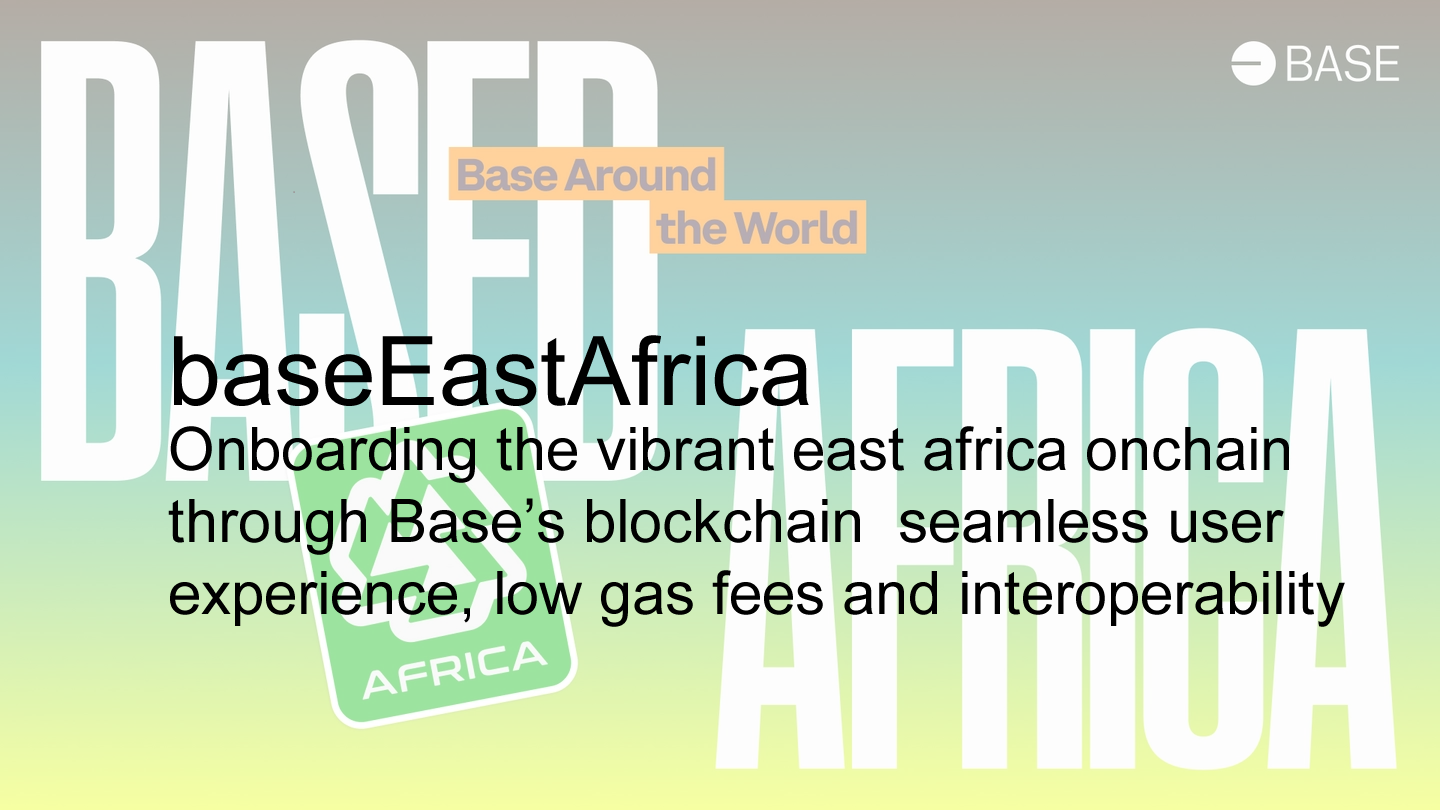 BASED
BASE
Base Around
the World
baseEastAfrica
AFRICA
Onboarding the vibrant east africa onchain
through Base’s blockchain  seamless user
experience, low gas fees and interoperability
AFRICA